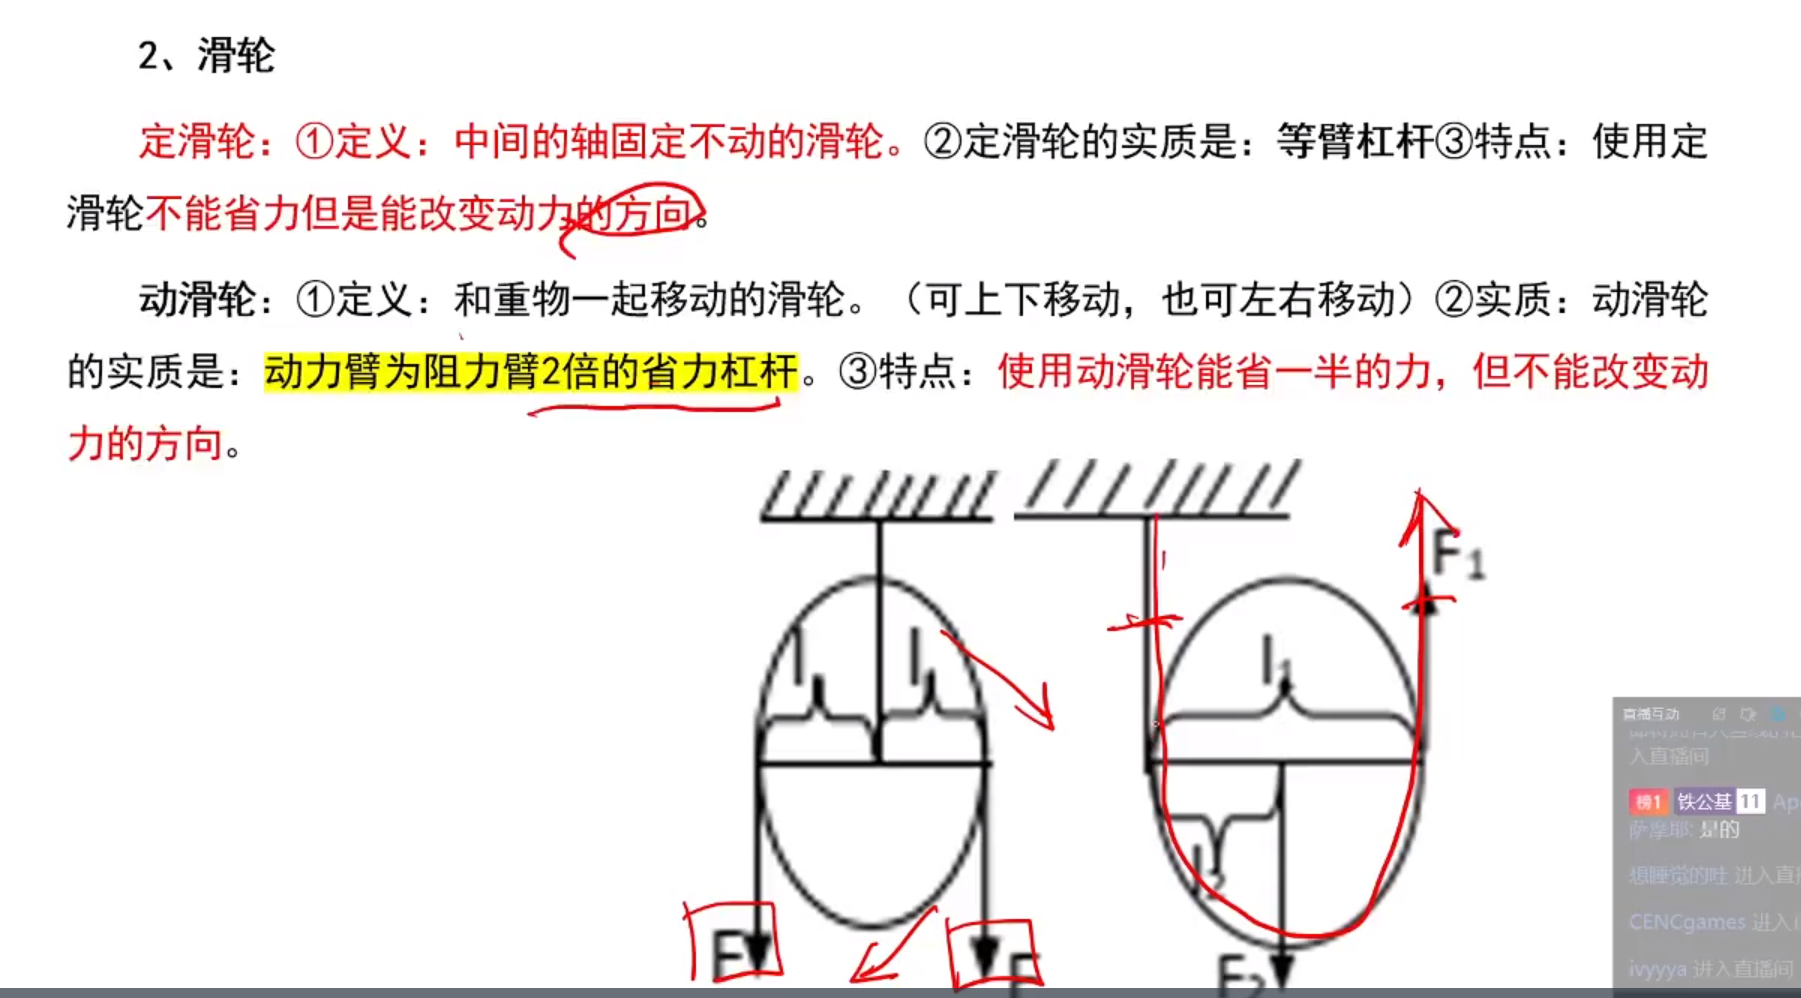 2、滑轮
定滑轮：①定义：中间的轴固定不动的滑轮。②定滑轮的实质是：等臂杠杆③特点：使用定
滑轮不能省力但是能改变动力的方向。
动滑轮：①定义：和重物一起移动的滑轮。（可上下移动，也可左右移动）②实质：动滑轮
的实质是：动力臂为阻力臂2倍的省力杠杆。③特点：使用动滑轮能省一半的力，但不能改变动
力的方向。
F₁
l l
l₁
l₂
F F
F₂
直播互动
入直播间
榜1 铁公基 11
萨摩耶: 是的
想睡觉的吐 进入直
CENCgames 进入
ivyyya 进入直播间